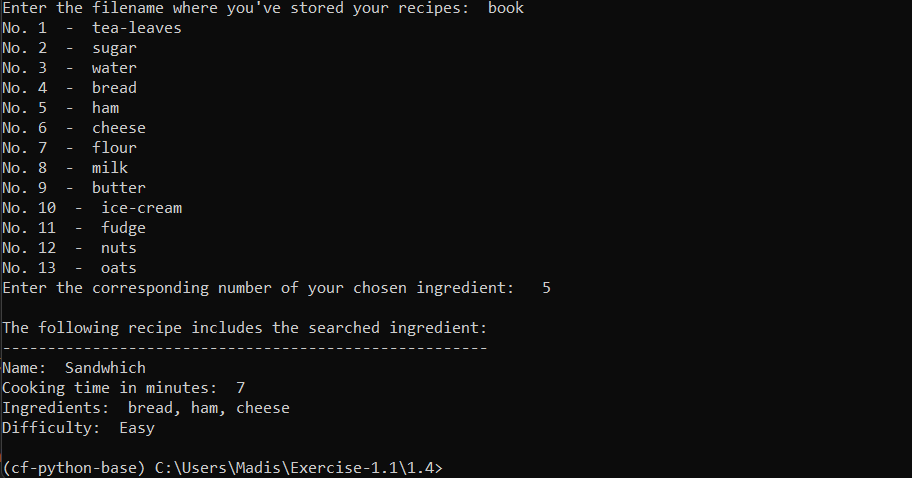 Enter the filename where you've stored your recipes:  book
No. 1  -  tea-leaves
No. 2  -  sugar
No. 3  -  water
No. 4  -  bread
No. 5  -  ham
No. 6  -  cheese
No. 7  -  flour
No. 8  -  milk
No. 9  -  butter
No. 10  -  ice-cream
No. 11  -  fudge
No. 12  -  nuts
No. 13  -  oats
Enter the corresponding number of your chosen ingredient:   5
The following recipe includes the searched ingredient:
------------------------------------------------------
Name:  Sandwhich
Cooking time in minutes:  7
Ingredients:  bread, ham, cheese
Difficulty:  Easy
(cf-python-base) C:\Users\Madis\Exercise-1.1\1.4>